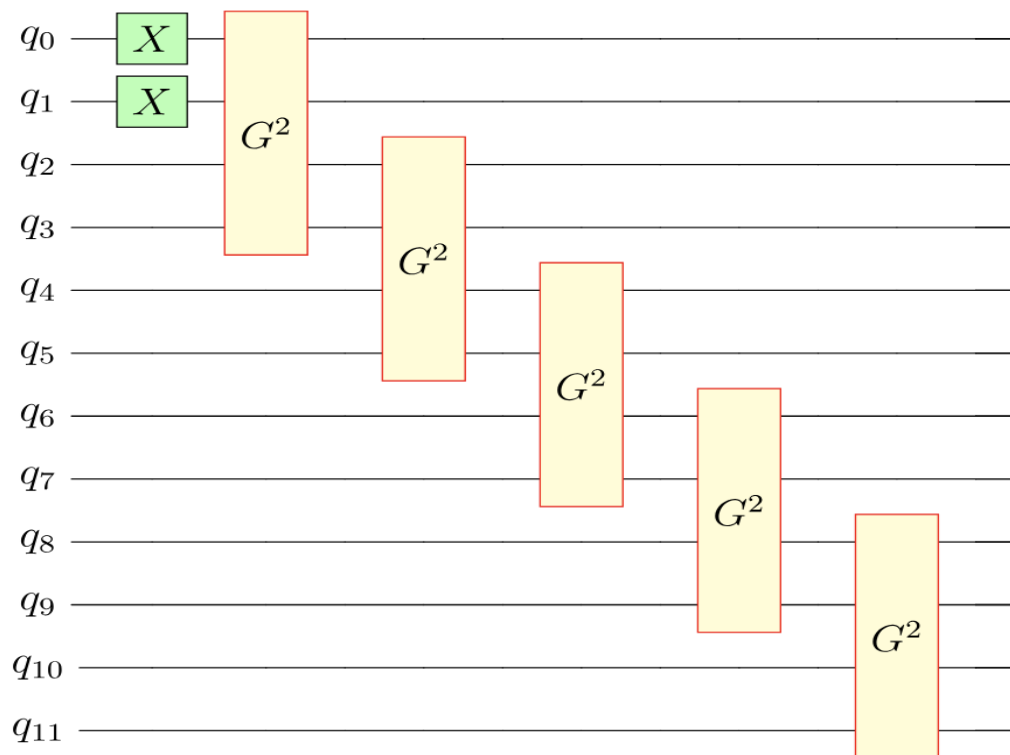 q₀ X
q₁ X
G²
q₂
q₃
G²
q₄
q₅
G²
q₆
q₇
G²
q₈
q₉
G²
q₁₀
q₁₁